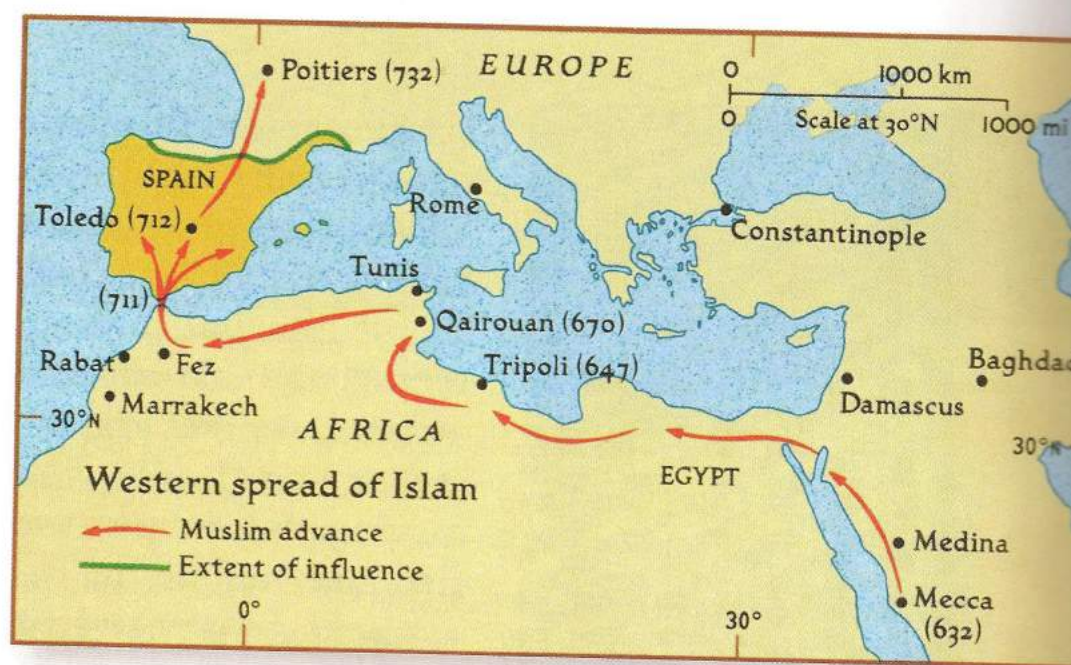 Poitiers (732)
EUROPE
0 1000 km
0 Scale at 30°N 1000 mi
SPAIN
Toledo (712)
Rome
Constantinople
Tunis
(711)
Qairouan (670)
Rabat
Fez
Tripoli (647)
Baghdad
Marrakech
Damascus
30°N
AFRICA
30°N
EGYPT
Western spread of Islam
Muslim advance
Extent of influence
Medina
Mecca
(632)
0°
30°